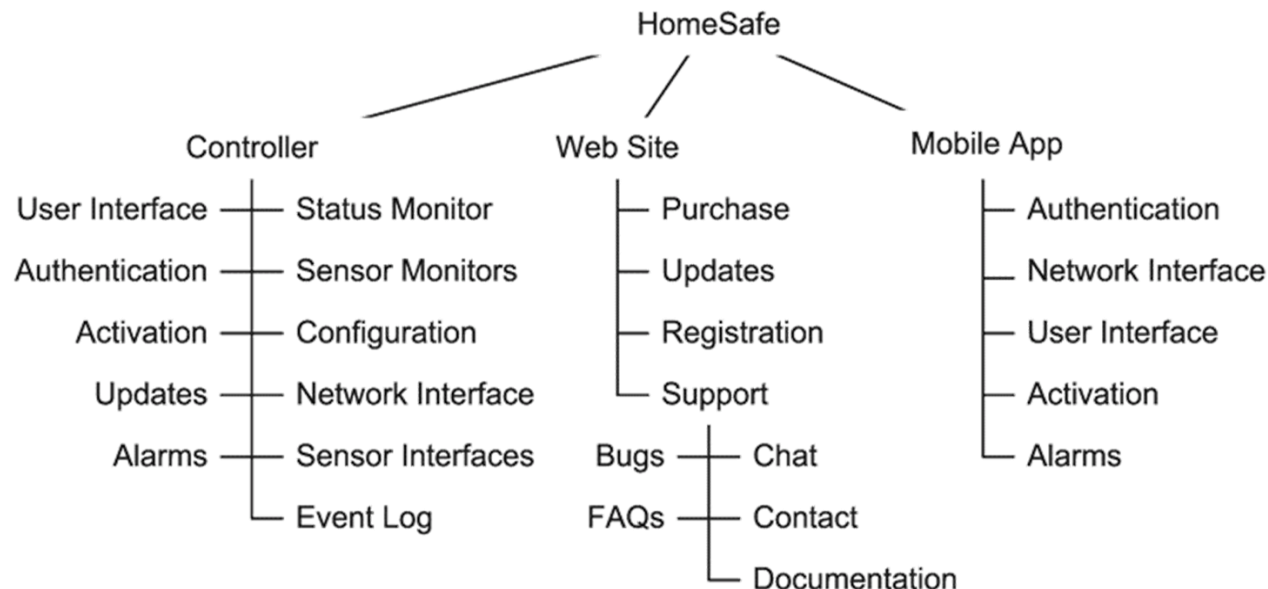 HomeSafe
Controller
Web Site
Mobile App
User Interface
Status Monitor
Authentication
Sensor Monitors
Activation
Configuration
Updates
Network Interface
Alarms
Sensor Interfaces
Event Log
Purchase
Updates
Registration
Support
Bugs
Chat
FAQs
Contact
Documentation
Authentication
Network Interface
User Interface
Activation
Alarms